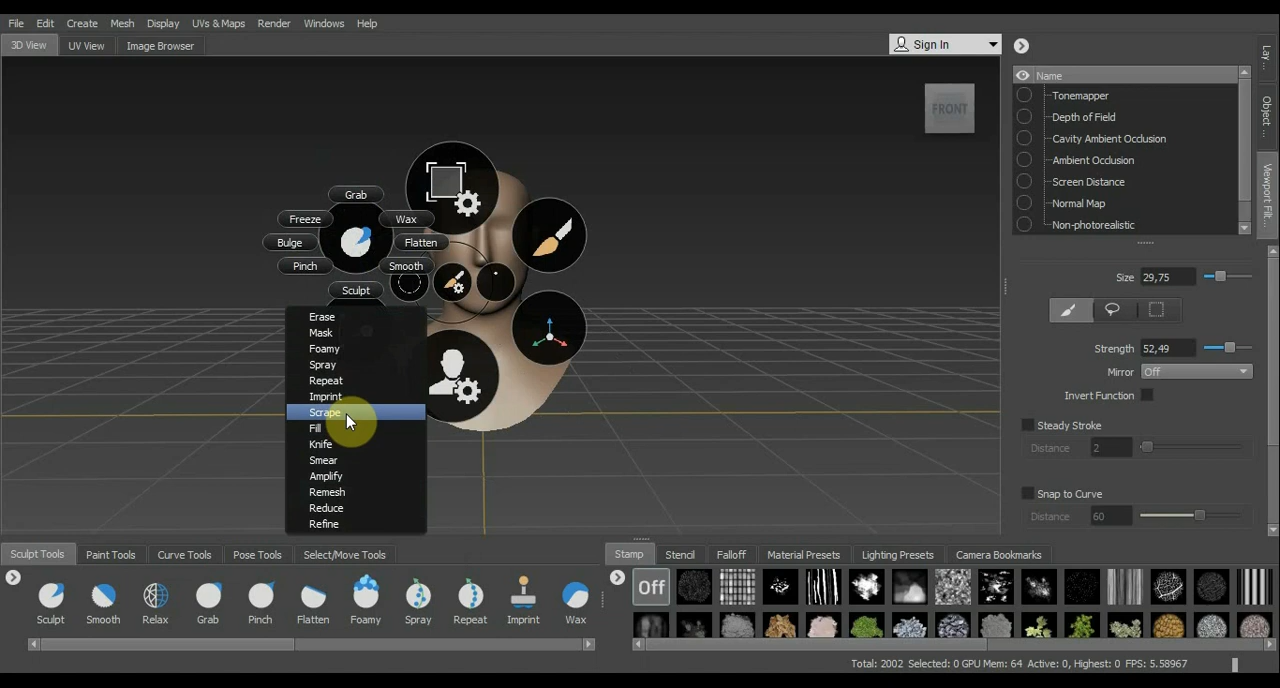 File Edit Create Mesh Display UVs & Maps Render Windows Help
3D View UV View Image Browser
Sign In
FRONT
Grab
Freeze Wax
Bulge Flatten
Pinch Smooth
Sculpt
Erase
Mask
Foamy
Spray
Repeat
Imprint
Scrape
Fill
Knife
Smear
Amplify
Remesh
Reduce
Refine
Name
Tonemapper
Depth of Field
Cavity Ambient Occlusion
Ambient Occlusion
Screen Distance
Normal Map
Non-photorealistic
Lay...
Object ...
Viewport Filt...
Size 29,75
Strength 52,49
Mirror Off
Invert Function
Steady Stroke
Distance 2
Snap to Curve
Distance 60
Sculpt Tools Paint Tools Curve Tools Pose Tools Select/Move Tools
Sculpt Smooth Relax Grab Pinch Flatten Foamy Spray Repeat Imprint Wax
Stamp Stencil Falloff Material Presets Lighting Presets Camera Bookmarks
Off
Total: 2002 Selected: 0 GPU Mem: 64 Active: 0, Highest: 0 FPS: 5.58967